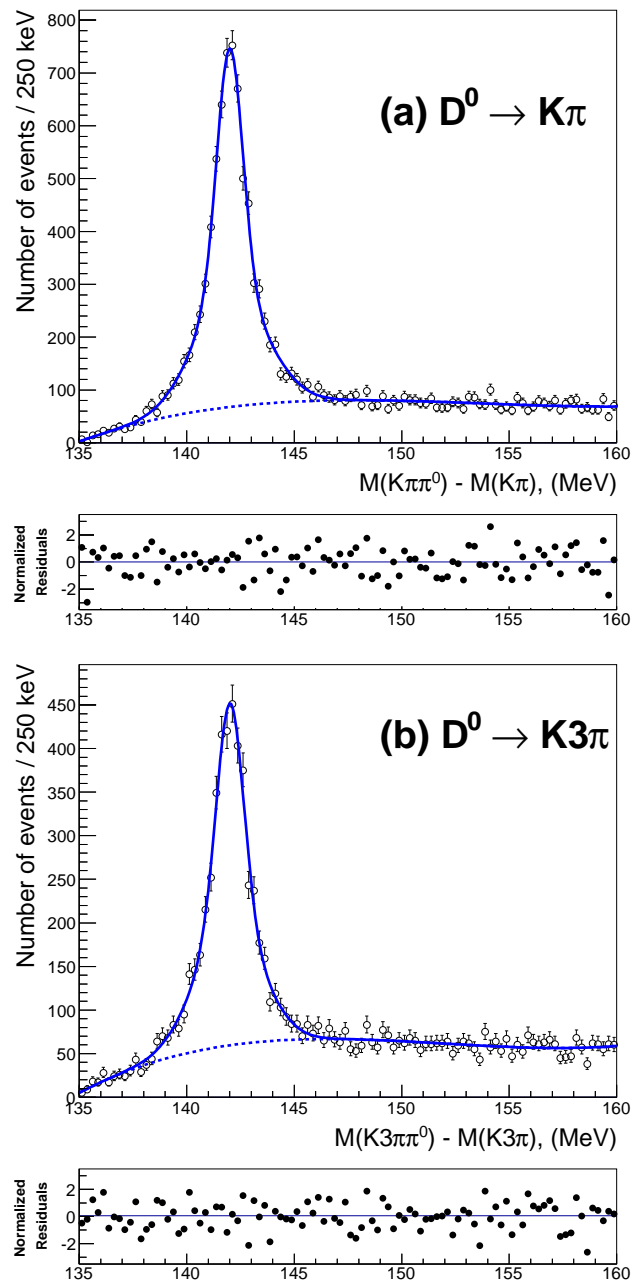 800
700
600
500
400
300
200
100
0
Number of events / 250 keV
(a) D⁰ → Kπ
135 140 145 150 155 160
M(Kππ⁰) - M(Kπ), (MeV)
Normalized
Residuals
2
0
-2
135 140 145 150 155 160
450
400
350
300
250
200
150
100
50
0
Number of events / 250 keV
(b) D⁰ → K3π
135 140 145 150 155 160
M(K3ππ⁰) - M(K3π), (MeV)
Normalized
Residuals
2
0
-2
135 140 145 150 155 160